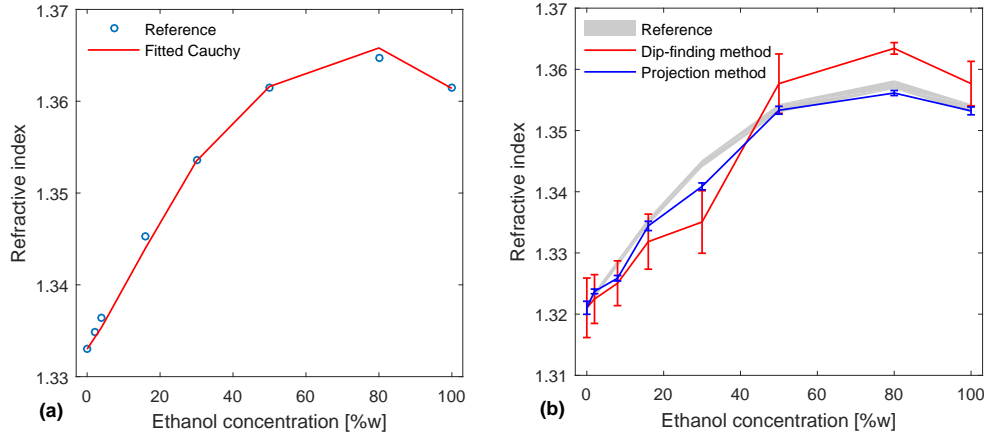 1.37
1.36
1.35
1.34
1.33
Refractive index
Reference
Fitted Cauchy
0 20 40 60 80 100
Ethanol concentration [%w]
(a)
1.37
1.36
1.35
1.34
1.33
1.32
1.31
Refractive index
Reference
Dip-finding method
Projection method
0 20 40 60 80 100
Ethanol concentration [%w]
(b)